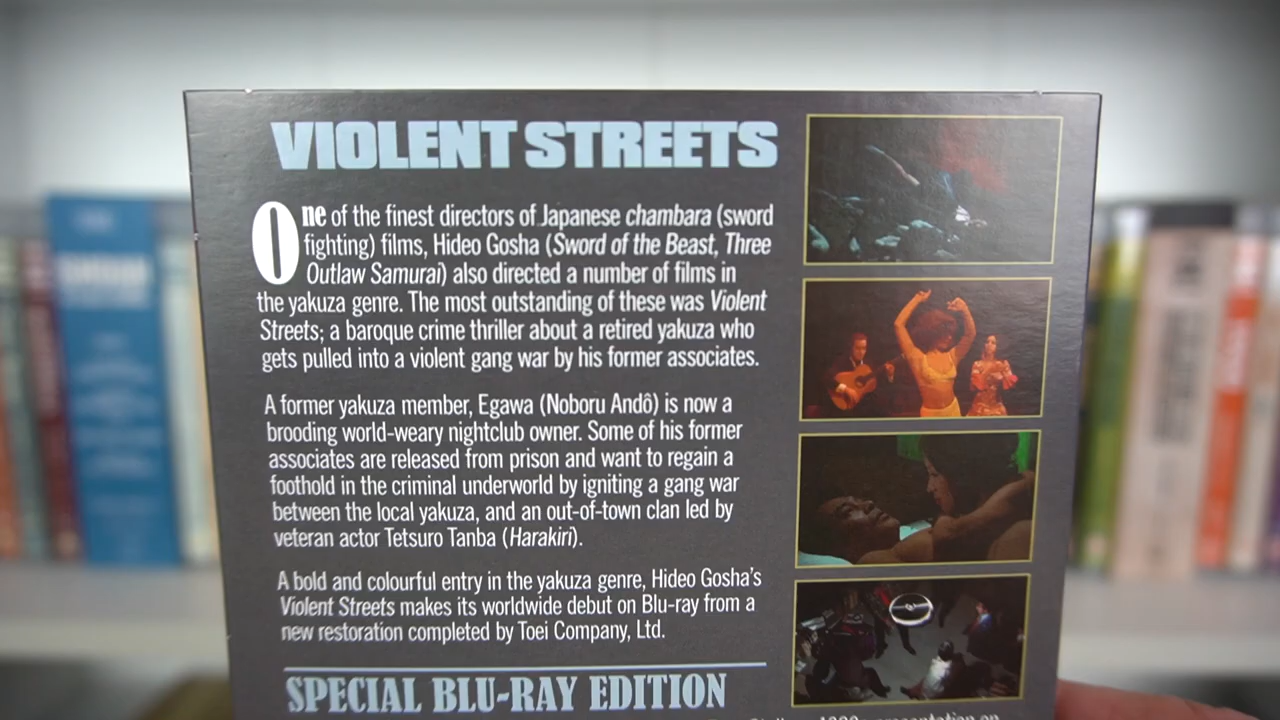 VIOLENT STREETS
One of the finest directors of Japanese chambara (sword
fighting) films, Hideo Gosha (Sword of the Beast, Three
Outlaw Samurai) also directed a number of films in
the yakuza genre. The most outstanding of these was Violent
Streets; a baroque crime thriller about a retired yakuza who
gets pulled into a violent gang war by his former associates.
A former yakuza member, Egawa (Noboru Andô) is now a
brooding world-weary nightclub owner. Some of his former
associates are released from prison and want to regain a
foothold in the criminal underworld by igniting a gang war
between the local yakuza, and an out-of-town clan led by
veteran actor Tetsuro Tanba (Harakiri).
A bold and colourful entry in the yakuza genre, Hideo Gosha's
Violent Streets makes its worldwide debut on Blu-ray from a
new restoration completed by Toei Company, Ltd.
SPECIAL BLU-RAY EDITION
presentation on